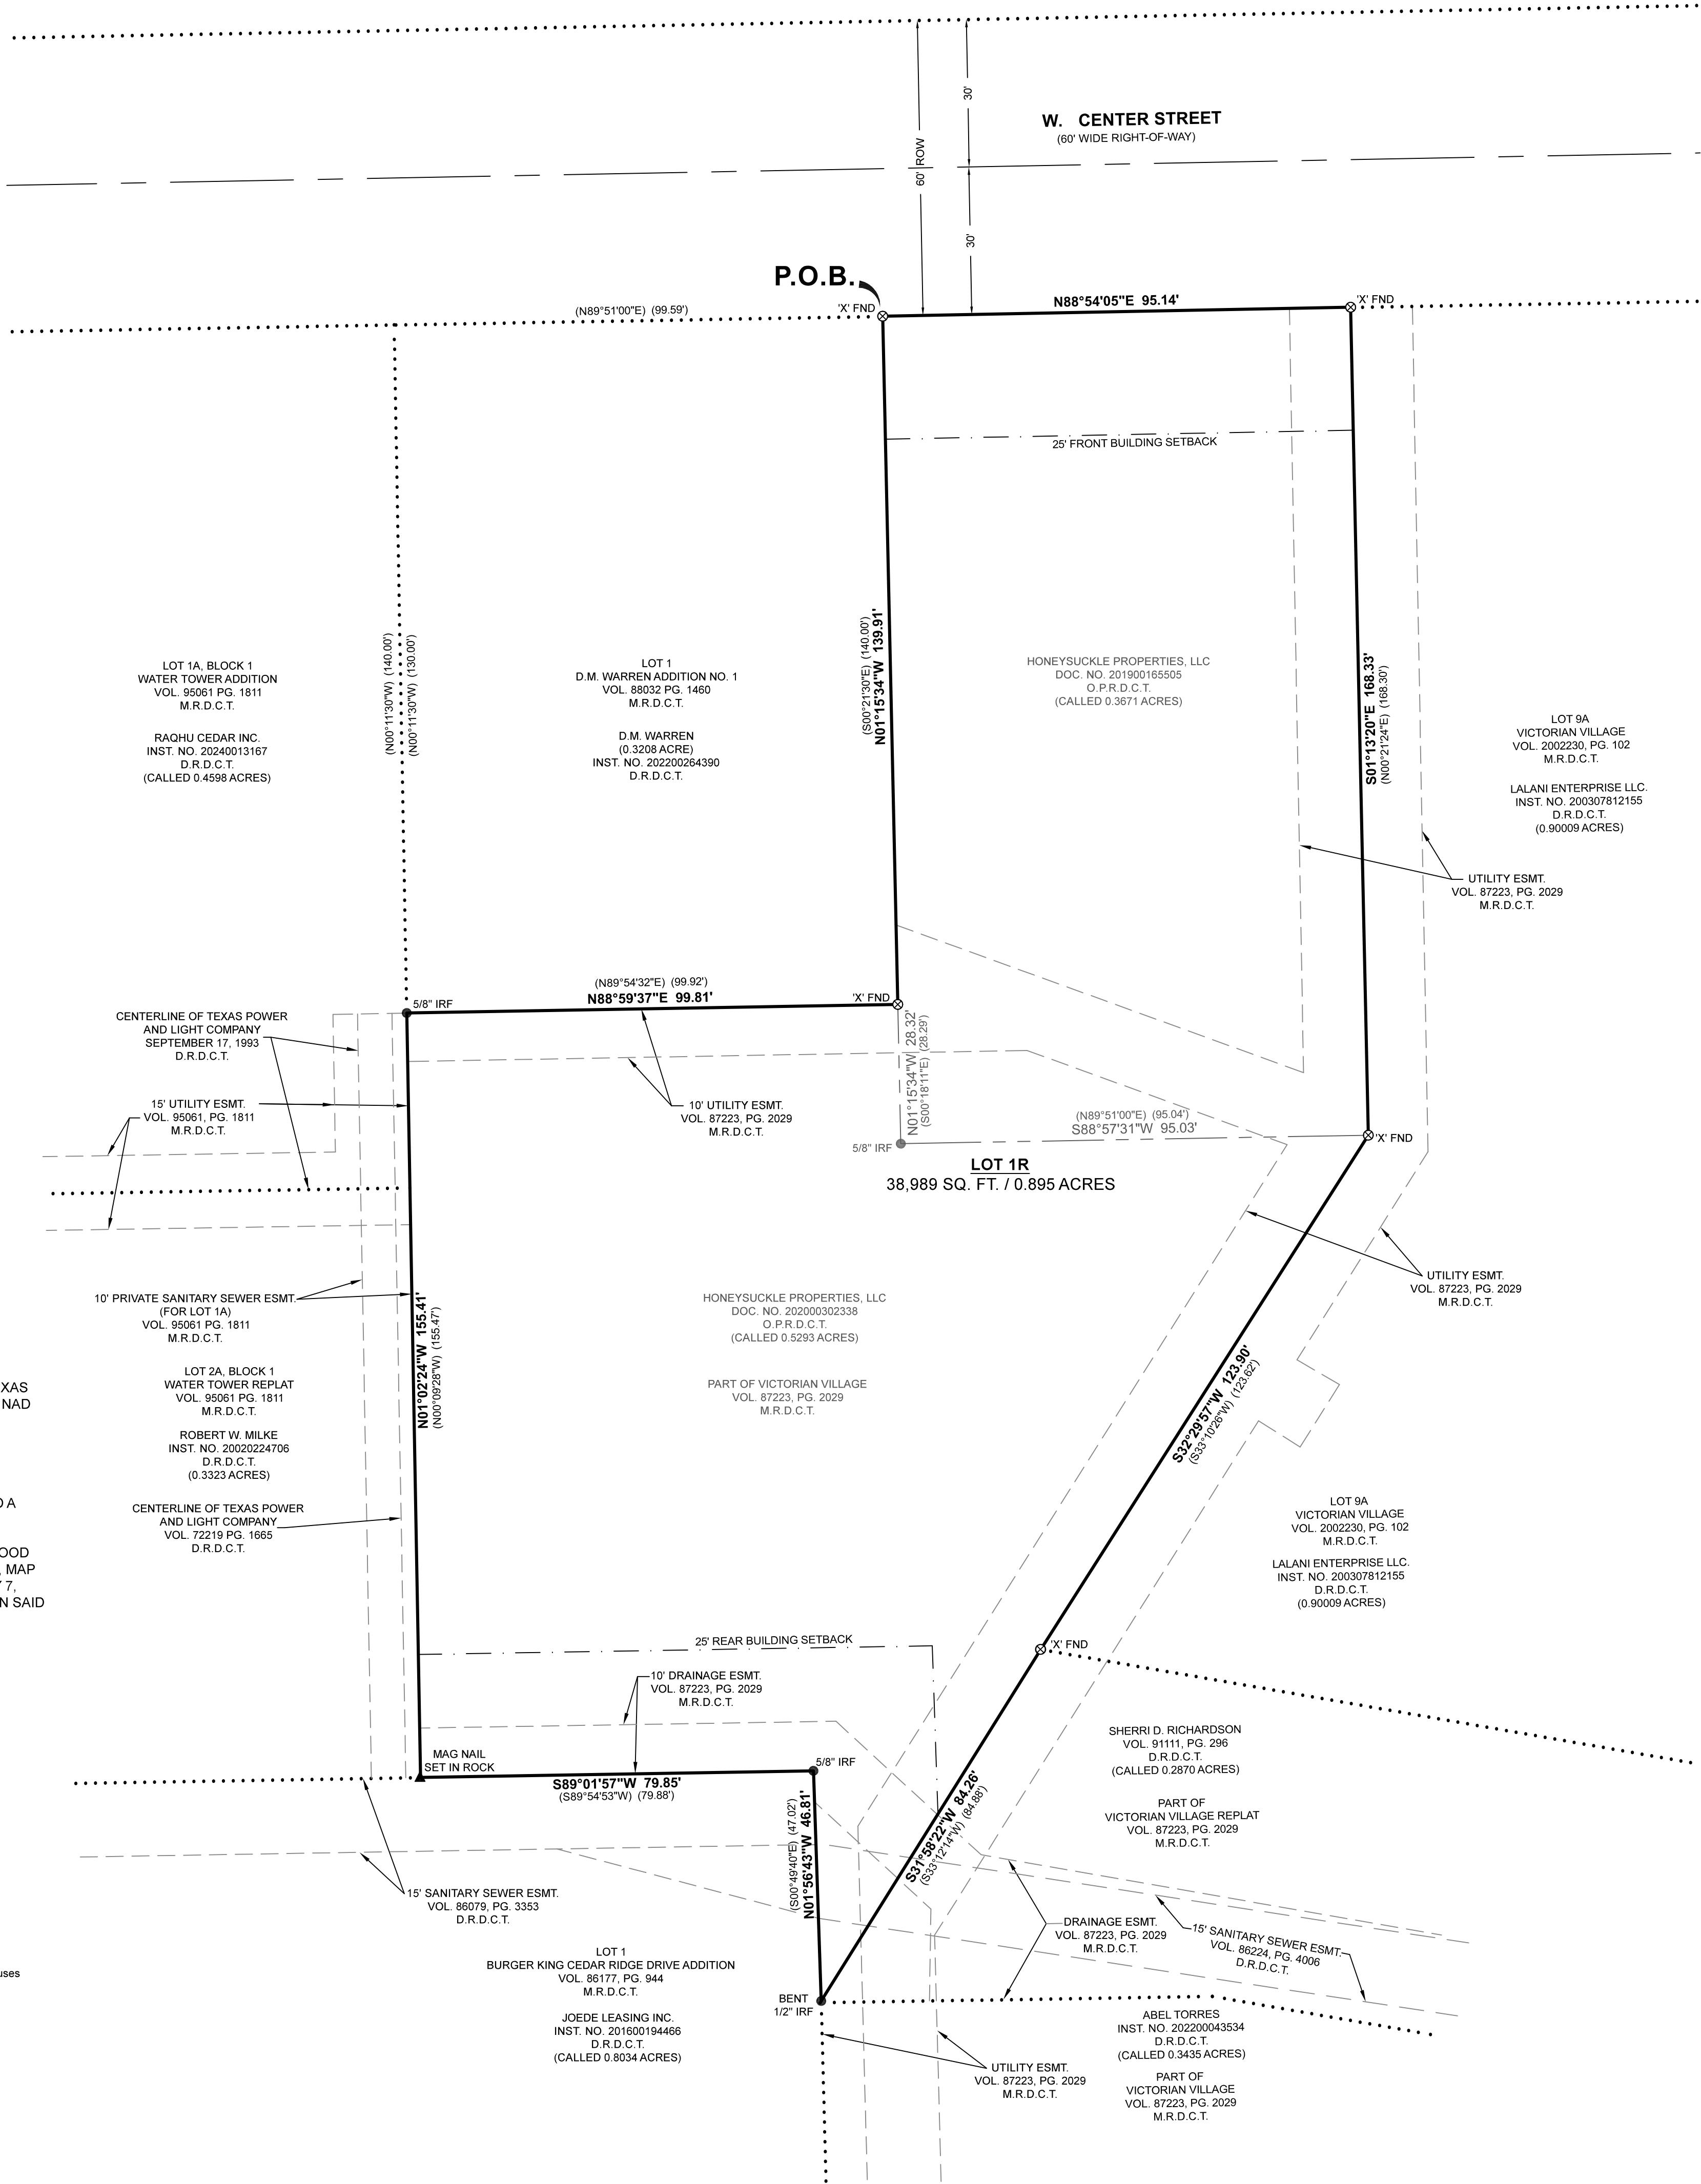 30'
W. CENTER STREET
(60' WIDE RIGHT-OF-WAY)
60' ROW
30'
P.O.B.
(N89°51'00"E) (99.59')
'X' FND
N88°54'05"E 95.14'
'X' FND
25' FRONT BUILDING SETBACK
(N00°11'30"W) (140.00')
(N00°11'30"W) (130.00')
(S00°21'30"E) (140.00')
N01°15'34"W 139.91'
S01°13'20"E 168.33'
(N00°21'24"E) (168.30')
LOT 1A, BLOCK 1
WATER TOWER ADDITION
VOL. 95061 PG. 1811
M.R.D.C.T.
RAQHU CEDAR INC.
INST. NO. 20240013167
D.R.D.C.T.
(CALLED 0.4598 ACRES)
LOT 1
D.M. WARREN ADDITION NO. 1
VOL. 88032 PG. 1460
M.R.D.C.T.
D.M. WARREN
(0.3208 ACRE)
INST. NO. 202200264390
D.R.D.C.T.
HONEYSUCKLE PROPERTIES, LLC
DOC. NO. 201900165505
O.P.R.D.C.T.
(CALLED 0.3671 ACRES)
LOT 9A
VICTORIAN VILLAGE
VOL. 2002230, PG. 102
M.R.D.C.T.
LALANI ENTERPRISE LLC.
INST. NO. 200307812155
D.R.D.C.T.
(0.90009 ACRES)
UTILITY ESMT.
VOL. 87223, PG. 2029
M.R.D.C.T.
(N89°54'32"E) (99.92')
N88°59'37"E 99.81'
5/8" IRF
'X' FND
CENTERLINE OF TEXAS POWER
AND LIGHT COMPANY
SEPTEMBER 17, 1993
D.R.D.C.T.
15' UTILITY ESMT.
VOL. 95061, PG. 1811
M.R.D.C.T.
10' UTILITY ESMT.
VOL. 87223, PG. 2029
M.R.D.C.T.
N01°15'34"W 28.32'
(S00°18'11"E) (28.29')
(N89°51'00"E) (95.04')
S88°57'31"W 95.03'
'X' FND
5/8" IRF
LOT 1R
38,989 SQ. FT. / 0.895 ACRES
10' PRIVATE SANITARY SEWER ESMT.
(FOR LOT 1A)
VOL. 95061 PG. 1811
M.R.D.C.T.
N01°02'24"W 155.41'
(N00°09'28"W) (155.47')
HONEYSUCKLE PROPERTIES, LLC
DOC. NO. 202000302338
O.P.R.D.C.T.
(CALLED 0.5293 ACRES)
PART OF VICTORIAN VILLAGE
VOL. 87223, PG. 2029
M.R.D.C.T.
UTILITY ESMT.
VOL. 87223, PG. 2029
M.R.D.C.T.
S32°29'57"W 123.90'
(S33°10'26"W) (123.62')
LOT 2A, BLOCK 1
WATER TOWER REPLAT
VOL. 95061 PG. 1811
M.R.D.C.T.
ROBERT W. MILKE
INST. NO. 20020224706
D.R.D.C.T.
(0.3323 ACRES)
CENTERLINE OF TEXAS POWER
AND LIGHT COMPANY
VOL. 72219 PG. 1665
D.R.D.C.T.
XAS
NAD
D A
OOD
, MAP
Y 7,
N SAID
LOT 9A
VICTORIAN VILLAGE
VOL. 2002230, PG. 102
M.R.D.C.T.
LALANI ENTERPRISE LLC.
INST. NO. 200307812155
D.R.D.C.T.
(0.90009 ACRES)
25' REAR BUILDING SETBACK
'X' FND
10' DRAINAGE ESMT.
VOL. 87223, PG. 2029
M.R.D.C.T.
MAG NAIL
SET IN ROCK
5/8" IRF
S89°01'57"W 79.85'
(S89°54'53"W) (79.88')
(S00°49'40"E) (47.02')
N01°56'43"W 46.81'
S31°58'22"W 84.26'
(S33°12'14"W) (84.88')
SHERRI D. RICHARDSON
VOL. 91111, PG. 296
D.R.D.C.T.
(CALLED 0.2870 ACRES)
PART OF
VICTORIAN VILLAGE REPLAT
VOL. 87223, PG. 2029
M.R.D.C.T.
15' SANITARY SEWER ESMT.
VOL. 86079, PG. 3353
D.R.D.C.T.
DRAINAGE ESMT.
VOL. 87223, PG. 2029
M.R.D.C.T.
15' SANITARY SEWER ESMT.
VOL. 86224, PG. 4006
D.R.D.C.T.
uses
LOT 1
BURGER KING CEDAR RIDGE DRIVE ADDITION
VOL. 86177, PG. 944
M.R.D.C.T.
JOEDE LEASING INC.
INST. NO. 201600194466
D.R.D.C.T.
(CALLED 0.8034 ACRES)
BENT
1/2" IRF
ABEL TORRES
INST. NO. 202200043534
D.R.D.C.T.
(CALLED 0.3435 ACRES)
PART OF
VICTORIAN VILLAGE
VOL. 87223, PG. 2029
M.R.D.C.T.
UTILITY ESMT.
VOL. 87223, PG. 2029
M.R.D.C.T.